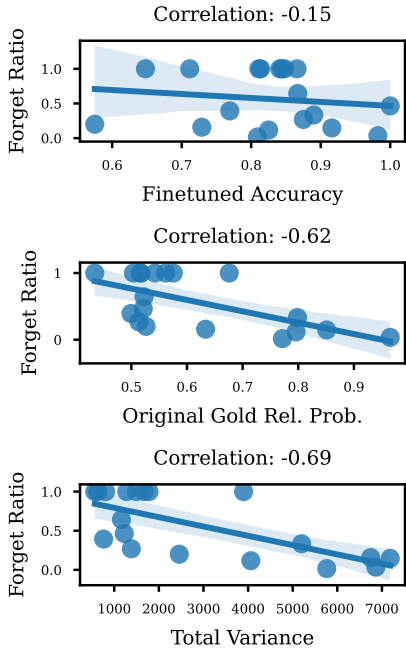 Correlation: -0.15
Forget Ratio
1.0
0.5
0.0
0.6 0.7 0.8 0.9 1.0
Finetuned Accuracy
Correlation: -0.62
Forget Ratio
1
0
0.5 0.6 0.7 0.8 0.9
Original Gold Rel. Prob.
Correlation: -0.69
Forget Ratio
1.0
0.5
0.0
1000 2000 3000 4000 5000 6000 7000
Total Variance